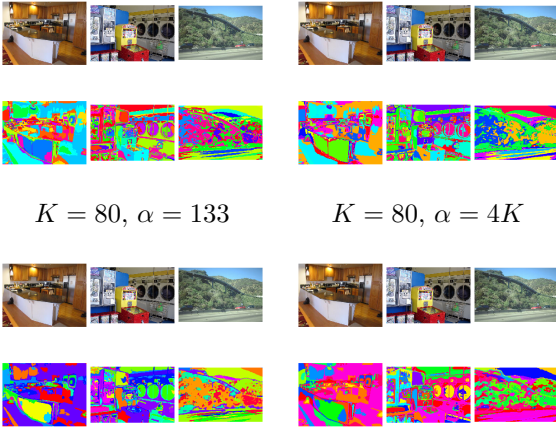 K = 80, α = 133
K = 80, α = 4K